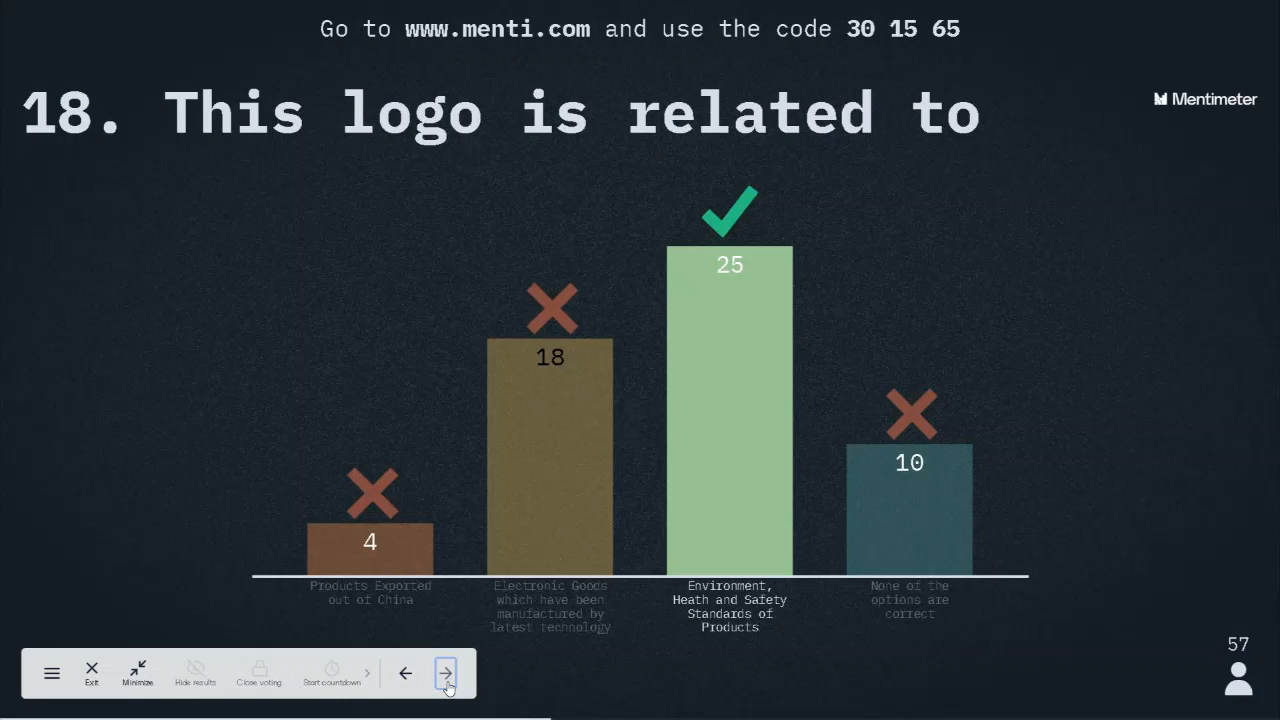 Go to www.menti.com and use the code 30 15 65
18. This logo is related to
Mentimeter
25
18
10
4
Products Exported
out of China
Electronic Goods
which have been
manufactured by
latest technology
Environment,
Heath and Safety
Standards of
Products
None of the
options are
correct
57
Exit
Minimize
Hide results
Close voting
Start countdown